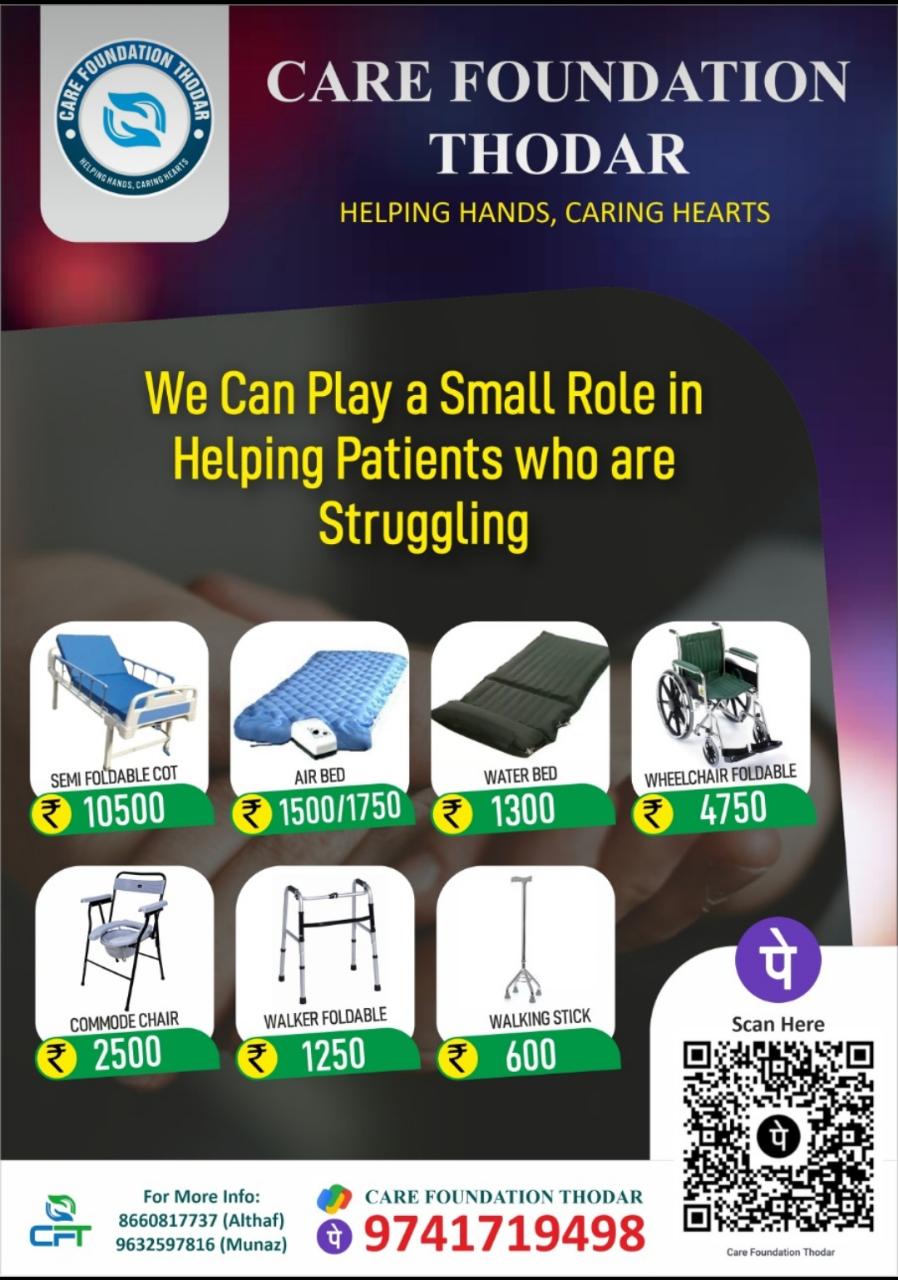 CARE FOUNDATION THODAR
HELPING HANDS, CARING HEARTS
CARE FOUNDATION
THODAR
HELPING HANDS, CARING HEARTS
We Can Play a Small Role in
Helping Patients who are
Struggling
SEMI FOLDABLE COT
₹ 10500
AIR BED
₹ 1500/1750
WATER BED
₹ 1300
WHEELCHAIR FOLDABLE
₹ 4750
COMMODE CHAIR
₹ 2500
WALKER FOLDABLE
₹ 1250
WALKING STICK
₹ 600
पे
Scan Here
पे
Care Foundation Thodar
CFT
For More Info:
8660817737 (Althaf)
9632597816 (Munaz)
CARE FOUNDATION THODAR
पे 9741719498